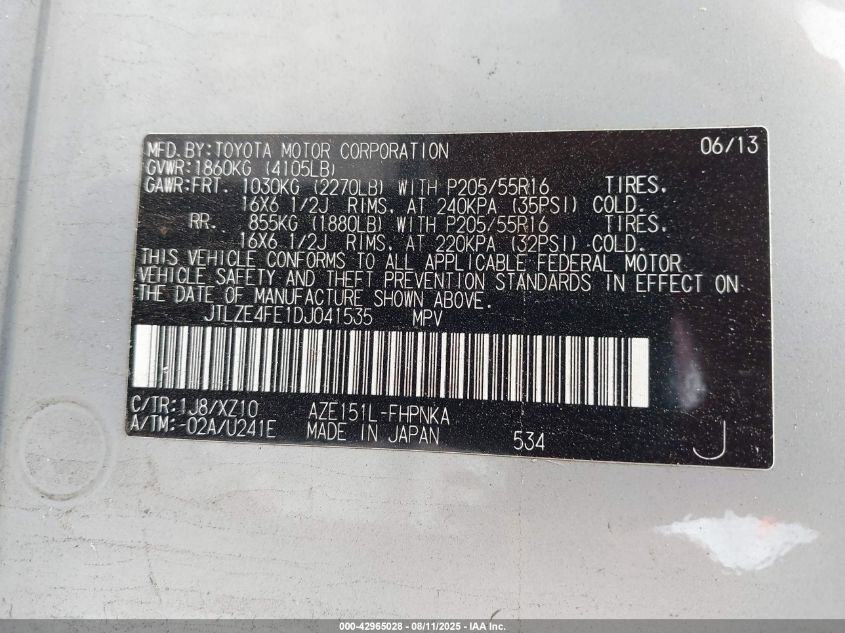 MFD.BY:TOYOTA MOTOR CORPORATION 06/13
GVWR:1860KG (4105LB)
GAWR:FRT. 1030KG (2270LB) WITH P205/55R16 TIRES.
16X6 1/2J RIMS. AT 240KPA (35PSI) COLD.
RR. 855KG (1880LB) WITH P205/55R16 TIRES.
16X6 1/2J RIMS. AT 220KPA (32PSI) COLD.
THIS VEHICLE CONFORMS TO ALL APPLICABLE FEDERAL MOTOR
VEHICLE SAFETY AND THEFT PREVENTION STANDARDS IN EFFECT ON
THE DATE OF MANUFACTURE SHOWN ABOVE.
JTLZE4FE1DJ041535 MPV
C/TR:1J8/XZ10 AZE151L-FHPNKA
A/TM:-02A/U241E MADE IN JAPAN 534 J
000-42965028 - 08/11/2025 - IAA Inc.